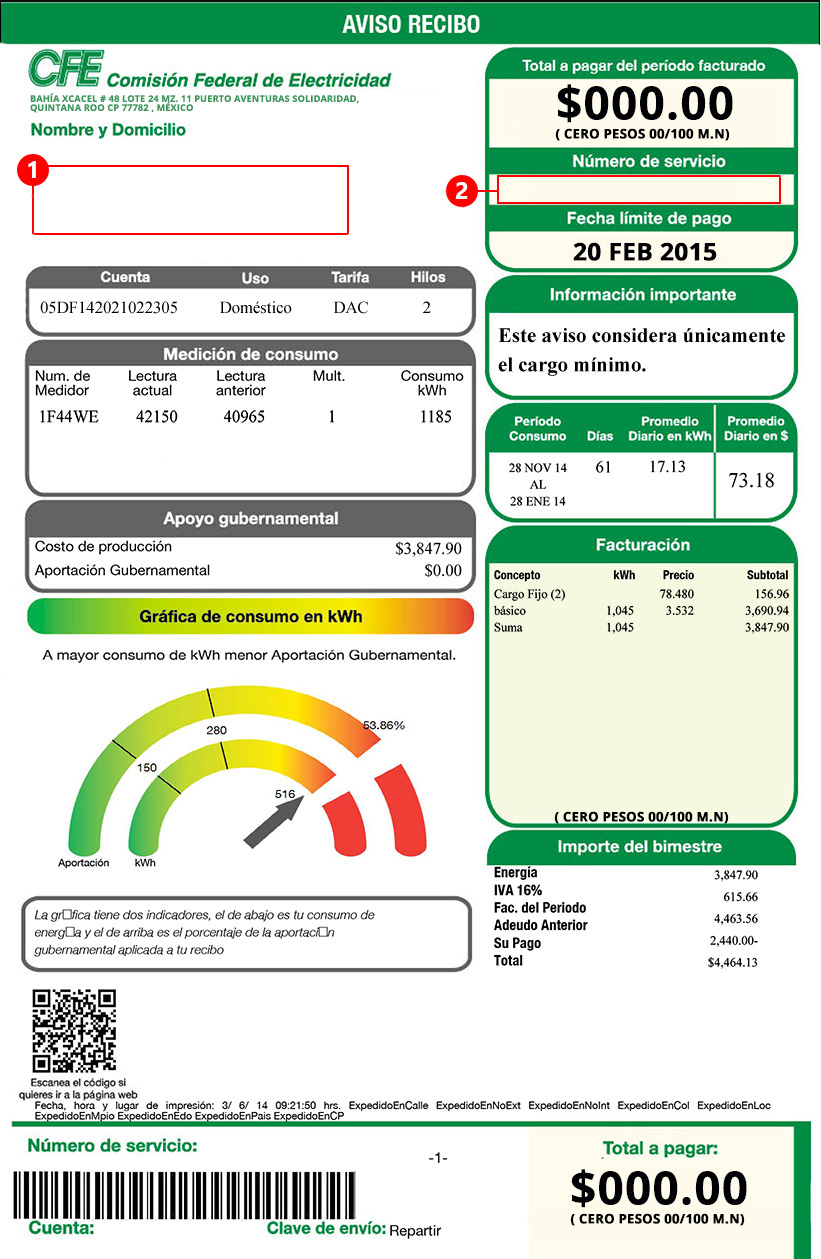 AVISO RECIBO
CFE Comisión Federal de Electricidad
BAHÍA XCACEL # 48 LOTE 24 MZ. 11 PUERTO AVENTURAS SOLIDARIDAD,
QUINTANA ROO CP 77782 , MÉXICO
Nombre y Domicilio
1
Total a pagar del período facturado
$000.00
( CERO PESOS 00/100 M.N)
Número de servicio
2
Fecha límite de pago
20 FEB 2015
Cuenta Uso Tarifa Hilos
05DF142021022305 Doméstico DAC 2
Información importante
Este aviso considera únicamente
el cargo mínimo.
Medición de consumo
Num. de Medidor Lectura actual Lectura anterior Mult. Consumo kWh
1F44WE 42150 40965 1 1185
Período Consumo Días Promedio Diario en kWh Promedio Diario en $
28 NOV 14 61 17.13 73.18
AL
28 ENE 14
Apoyo gubernamental
Costo de producción $3,847.90
Aportación Gubernamental $0.00
Facturación
Concepto kWh Precio Subtotal
Cargo Fijo (2) 78.480 156.96
básico 1,045 3.532 3,690.94
Suma 1,045 3,847.90
( CERO PESOS 00/100 M.N)
Gráfica de consumo en kWh
A mayor consumo de kWh menor Aportación Gubernamental.
53.86%
280
150
516
Aportación kWh
Importe del bimestre
Energía 3,847.90
IVA 16% 615.66
Fac. del Periodo 4,463.56
Adeudo Anterior
Su Pago 2,440.00-
Total $4,464.13
La gr□fica tiene dos indicadores, el de abajo es tu consumo de
energ□a y el de arriba es el porcentaje de la aportaci□n
gubernamental aplicada a tu recibo
Escanea el código si
quieres ir a la página web
Fecha, hora y lugar de impresión: 3/ 6/ 14 09:21:50 hrs. ExpedidoEnCalle ExpedidoEnNoExt ExpedidoEnNoInt ExpedidoEnCol ExpedidoEnLoc
ExpedidoEnMpio ExpedidoEnEdo ExpedidoEnPais ExpedidoEnCP
Número de servicio:
-1-
Cuenta:
Clave de envío: Repartir
Total a pagar:
$000.00
( CERO PESOS 00/100 M.N)